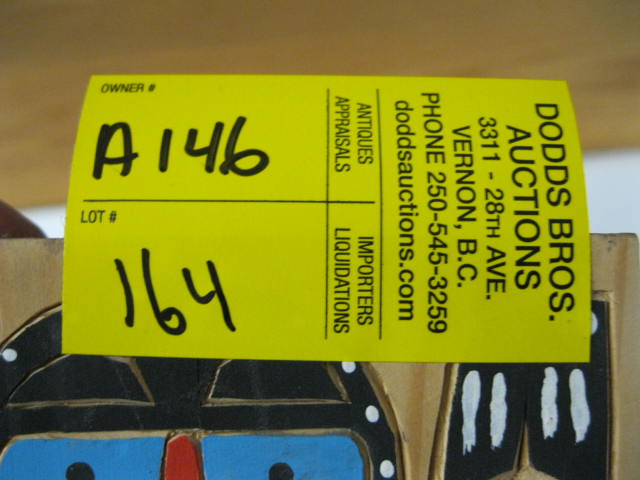 OWNER #
A146
LOT #
164
DODDS BROS.
AUCTIONS
3311 - 28TH AVE.
VERNON, B.C.
PHONE 250-545-3259
doddsauctions.com
ANTIQUES
APPRAISALS
IMPORTERS
LIQUIDATIONS